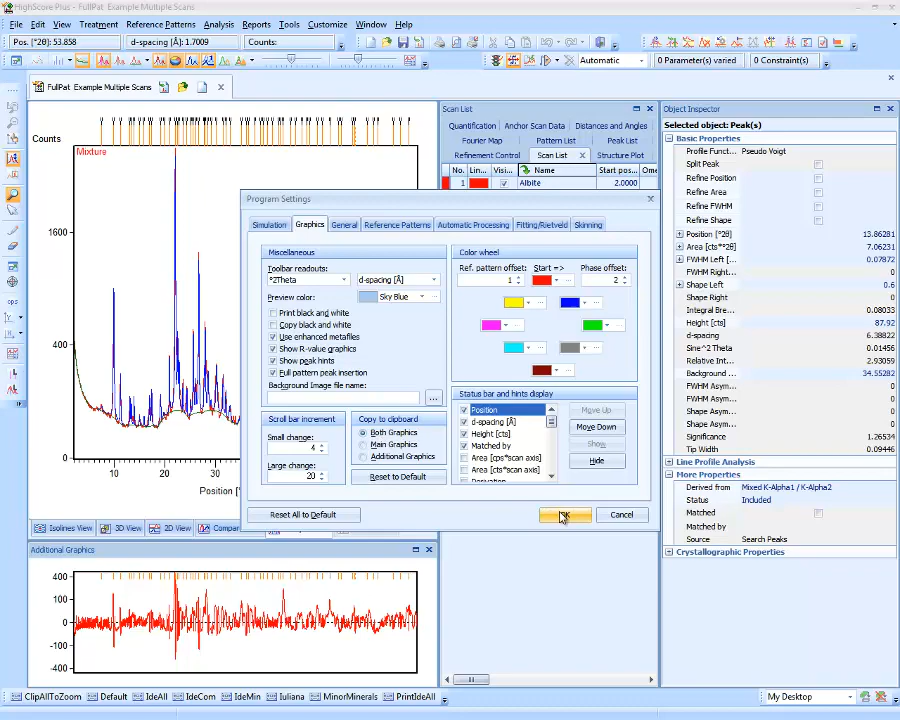 HighScore Plus - FullPat Example Multiple Scans
File Edit View Treatment Reference Patterns Analysis Reports Tools Customize Window Help
Pos. [°2θ]: 53.858 d-spacing [Å]: 1.7009 Counts:
Automatic 0 Parameter(s) varied 0 Constraint(s)
FullPat Example Multiple Scans
Counts
Mixture
1600
400
0
10 20 30
Position [°
Isolines View 3D View 2D View Compar
Additional Graphics
400
100
0
-100
-400
Scan List
Quantification Anchor Scan Data Distances and Angles
Fourier Map Pattern List Peak List
Refinement Control Scan List Structure Plot
No. Lin... Visi... Name Start pos... Ome
1 Albite 2.0000
Program Settings
Simulation Graphics General Reference Patterns Automatic Processing Fitting/Rietveld Skinning
Miscellaneous
Toolbar readouts:
°2Theta d-spacing [Å]
Preview color: Sky Blue
Print black and white
Copy black and white
Use enhanced metafiles
Show R-value graphics
Show peak hints
Full pattern peak insertion
Background Image file name:
Scroll bar increment
Small change:
4
Large change:
20
Copy to clipboard
Both Graphics
Main Graphics
Additional Graphics
Reset to Default
Color wheel
Ref. pattern offset: Start => Phase offset:
1 2
Status bar and hints display
Position
d-spacing [Å]
Height [cts]
Matched by
Area [cps*scan axis]
Area [cts*scan axis]
Move Up
Move Down
Show
Hide
Reset All to Default OK Cancel
Object Inspector
Selected object: Peak(s)
Basic Properties
Profile Funct... Pseudo Voigt
Split Peak
Refine Position
Refine Area
Refine FWHM
Refine Shape
Position [°2θ] 13.86281
Area [cts*°2θ] 7.06231
FWHM Left [... 0.07872
FWHM Right...
Shape Left 0.6
Shape Right
Integral Bre... 0.08033
Height [cts] 87.92
d-spacing [... 6.38822
Sine^2 Theta 0.01456
Relative Int... 2.93059
Background ... 34.55282
FWHM Asym...
FWHM Asym...
Shape Asym...
Shape Asym...
Significance 1.26534
Tip Width 0.09446
Line Profile Analysis
More Properties
Derived from Mixed K-Alpha1 / K-Alpha2
Status Included
Matched
Matched by
Source Search Peaks
Crystallographic Properties
ClipAllToZoom Default IdeAll IdeCom IdeMin Iuliana MinorMinerals PrintIdeAll My Desktop